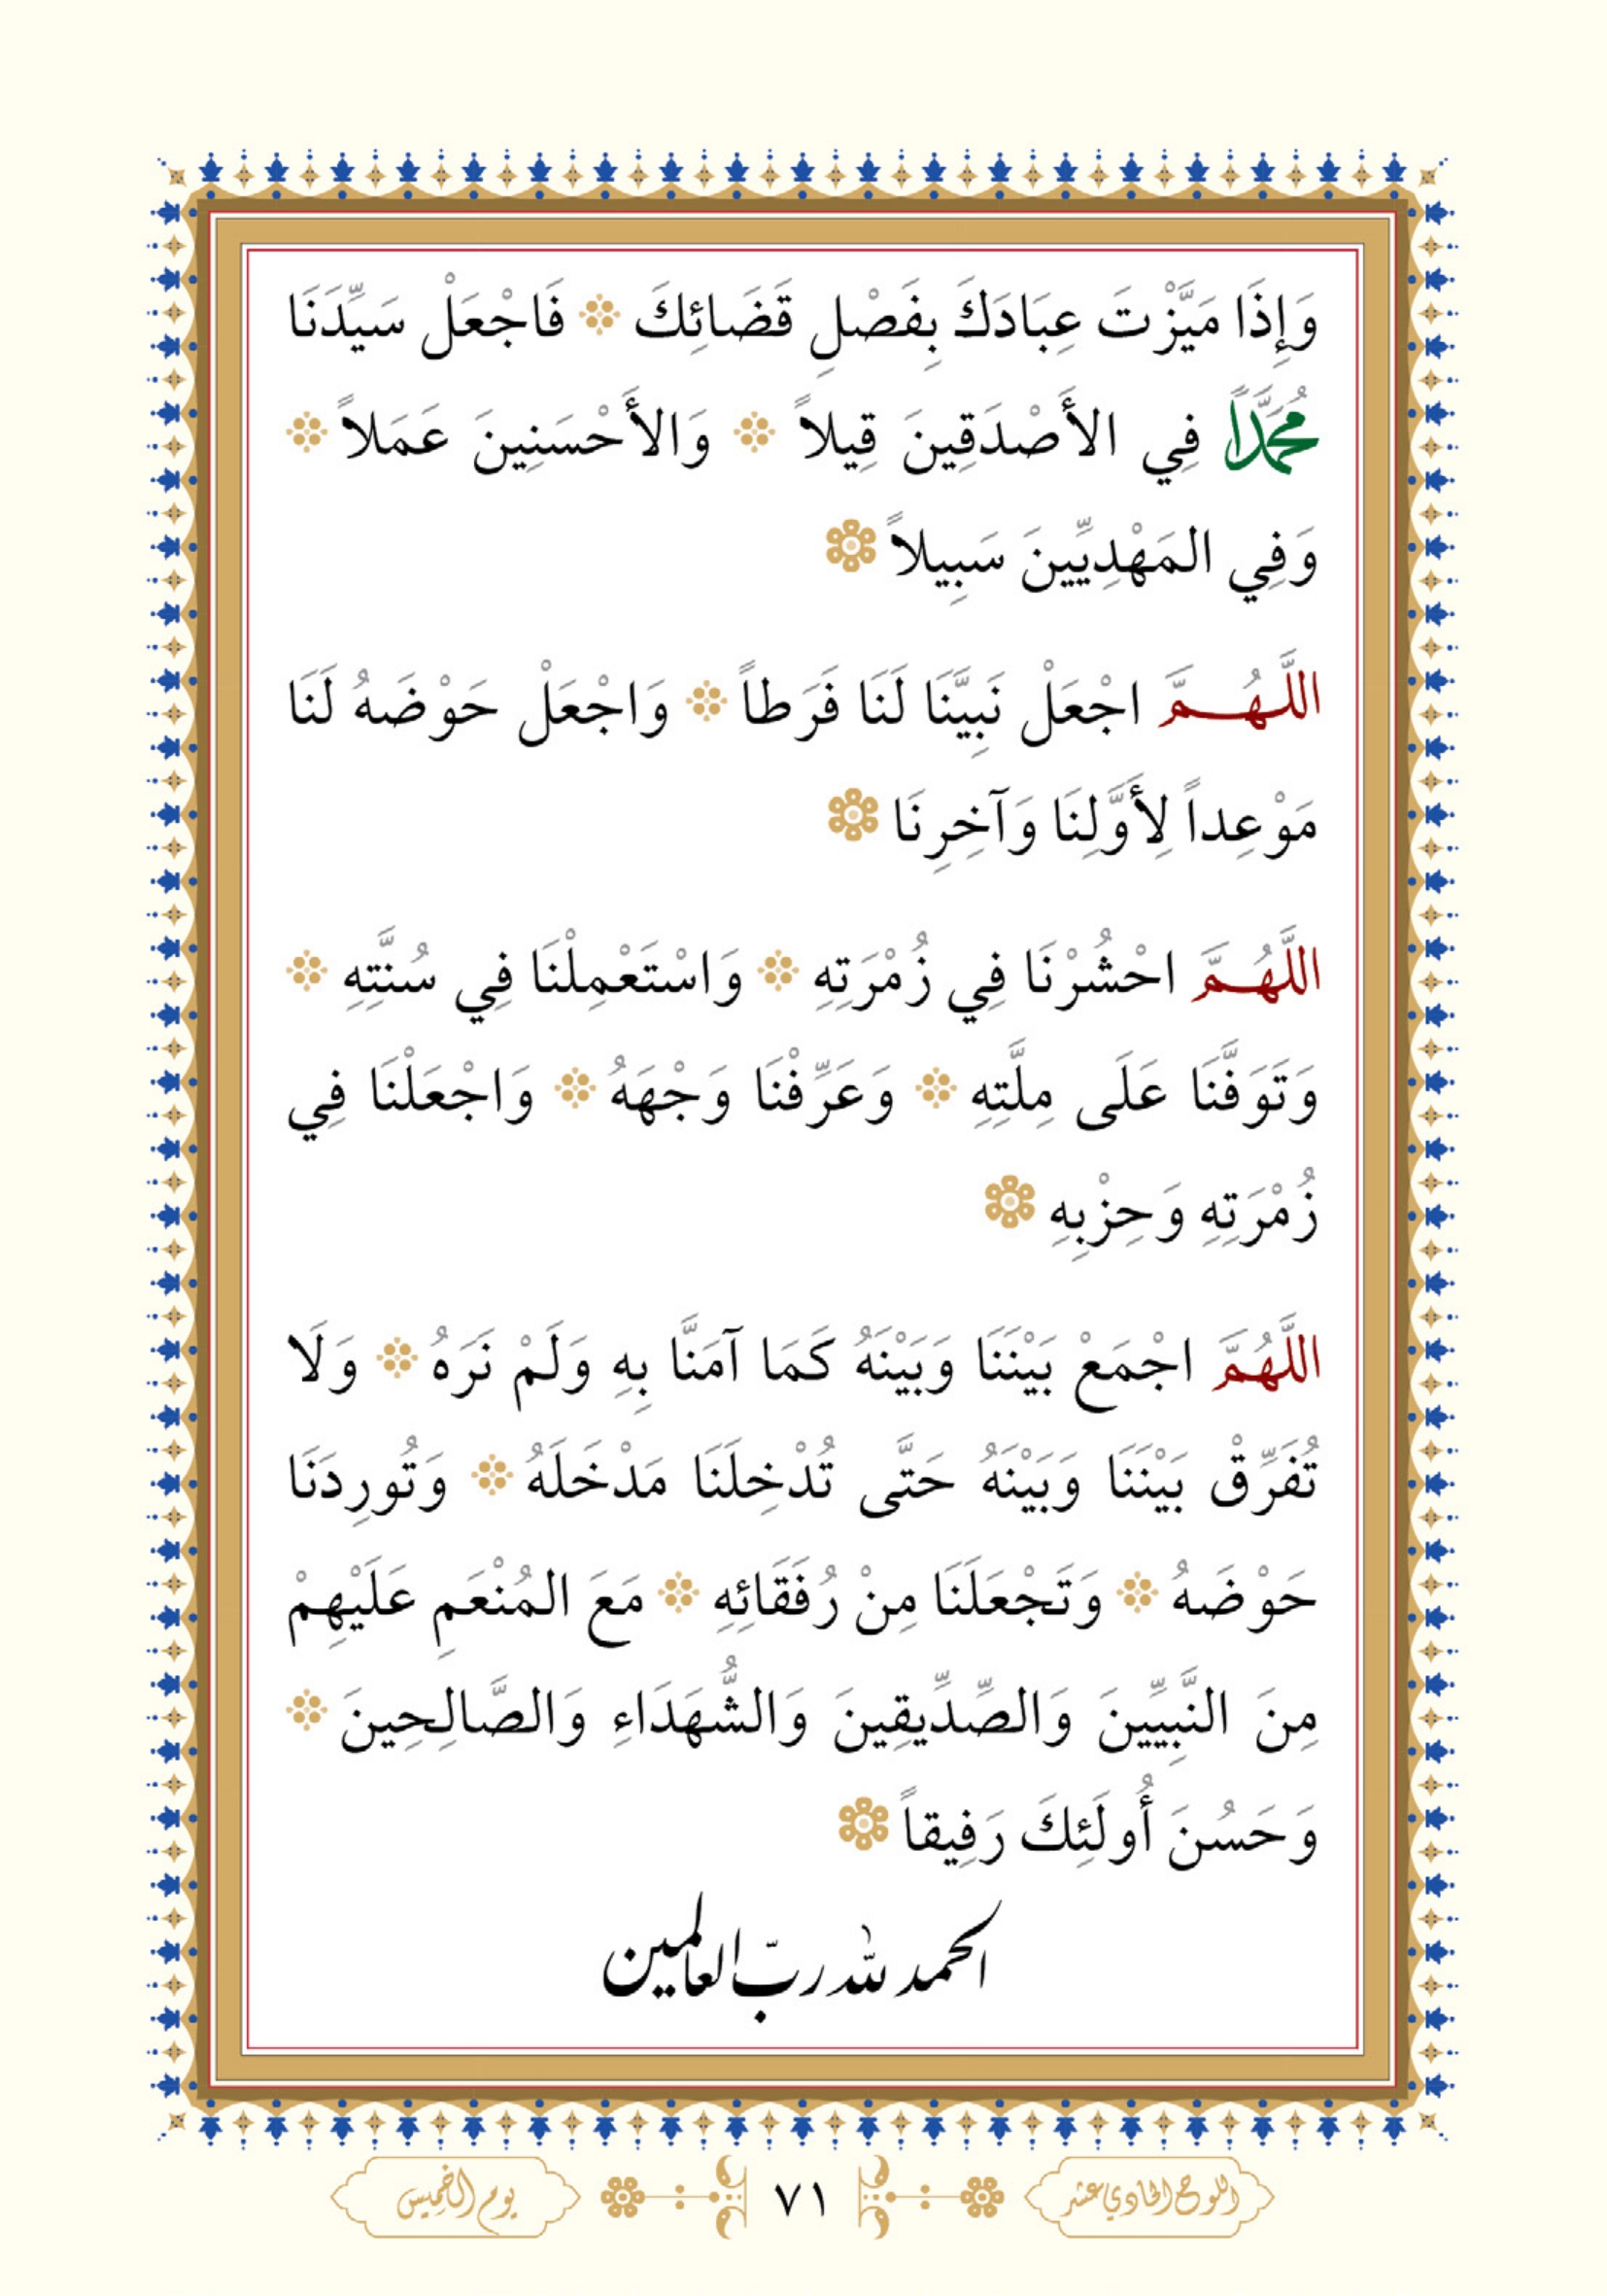 وَإِذَا مَيَّزْتَ عِبَادَكَ بِفَصْلِ قَضَائِكَ فَاجْعَلْ سَيِّدَنَا
مُحَمَّداً فِي الأَصْدَقِينَ قِيلاً وَالأَحْسَنِينَ عَمَلاً
وَفِي المَهْدِيِّينَ سَبِيلاً
اللَّهُمَّ اجْعَلْ نَبِيَّنَا لَنَا فَرَطاً وَاجْعَلْ حَوْضَهُ لَنَا
مَوْعِداً لِأَوَّلِنَا وَآخِرِنَا
اللَّهُمَّ احْشُرْنَا فِي زُمْرَتِهِ وَاسْتَعْمِلْنَا فِي سُنَّتِهِ
وَتَوَفَّنَا عَلَى مِلَّتِهِ وَعَرِّفْنَا وَجْهَهُ وَاجْعَلْنَا فِي
زُمْرَتِهِ وَحِزْبِهِ
اللَّهُمَّ اجْمَعْ بَيْنَنَا وَبَيْنَهُ كَمَا آمَنَّا بِهِ وَلَمْ نَرَهُ وَلَا
تُفَرِّقْ بَيْنَنَا وَبَيْنَهُ حَتَّى تُدْخِلَنَا مَدْخَلَهُ وَتُورِدَنَا
حَوْضَهُ وَتَجْعَلَنَا مِنْ رُفَقَائِهِ مَعَ المُنْعَمِ عَلَيْهِمْ
مِنَ النَّبِيِّينَ وَالصِّدِّيقِينَ وَالشُّهَدَاءِ وَالصَّالِحِينَ
وَحَسُنَ أُولَئِكَ رَفِيقاً
الحمد لله ربّ العالمين
اللوح الحادي عشر ٧١ يوم الخميس